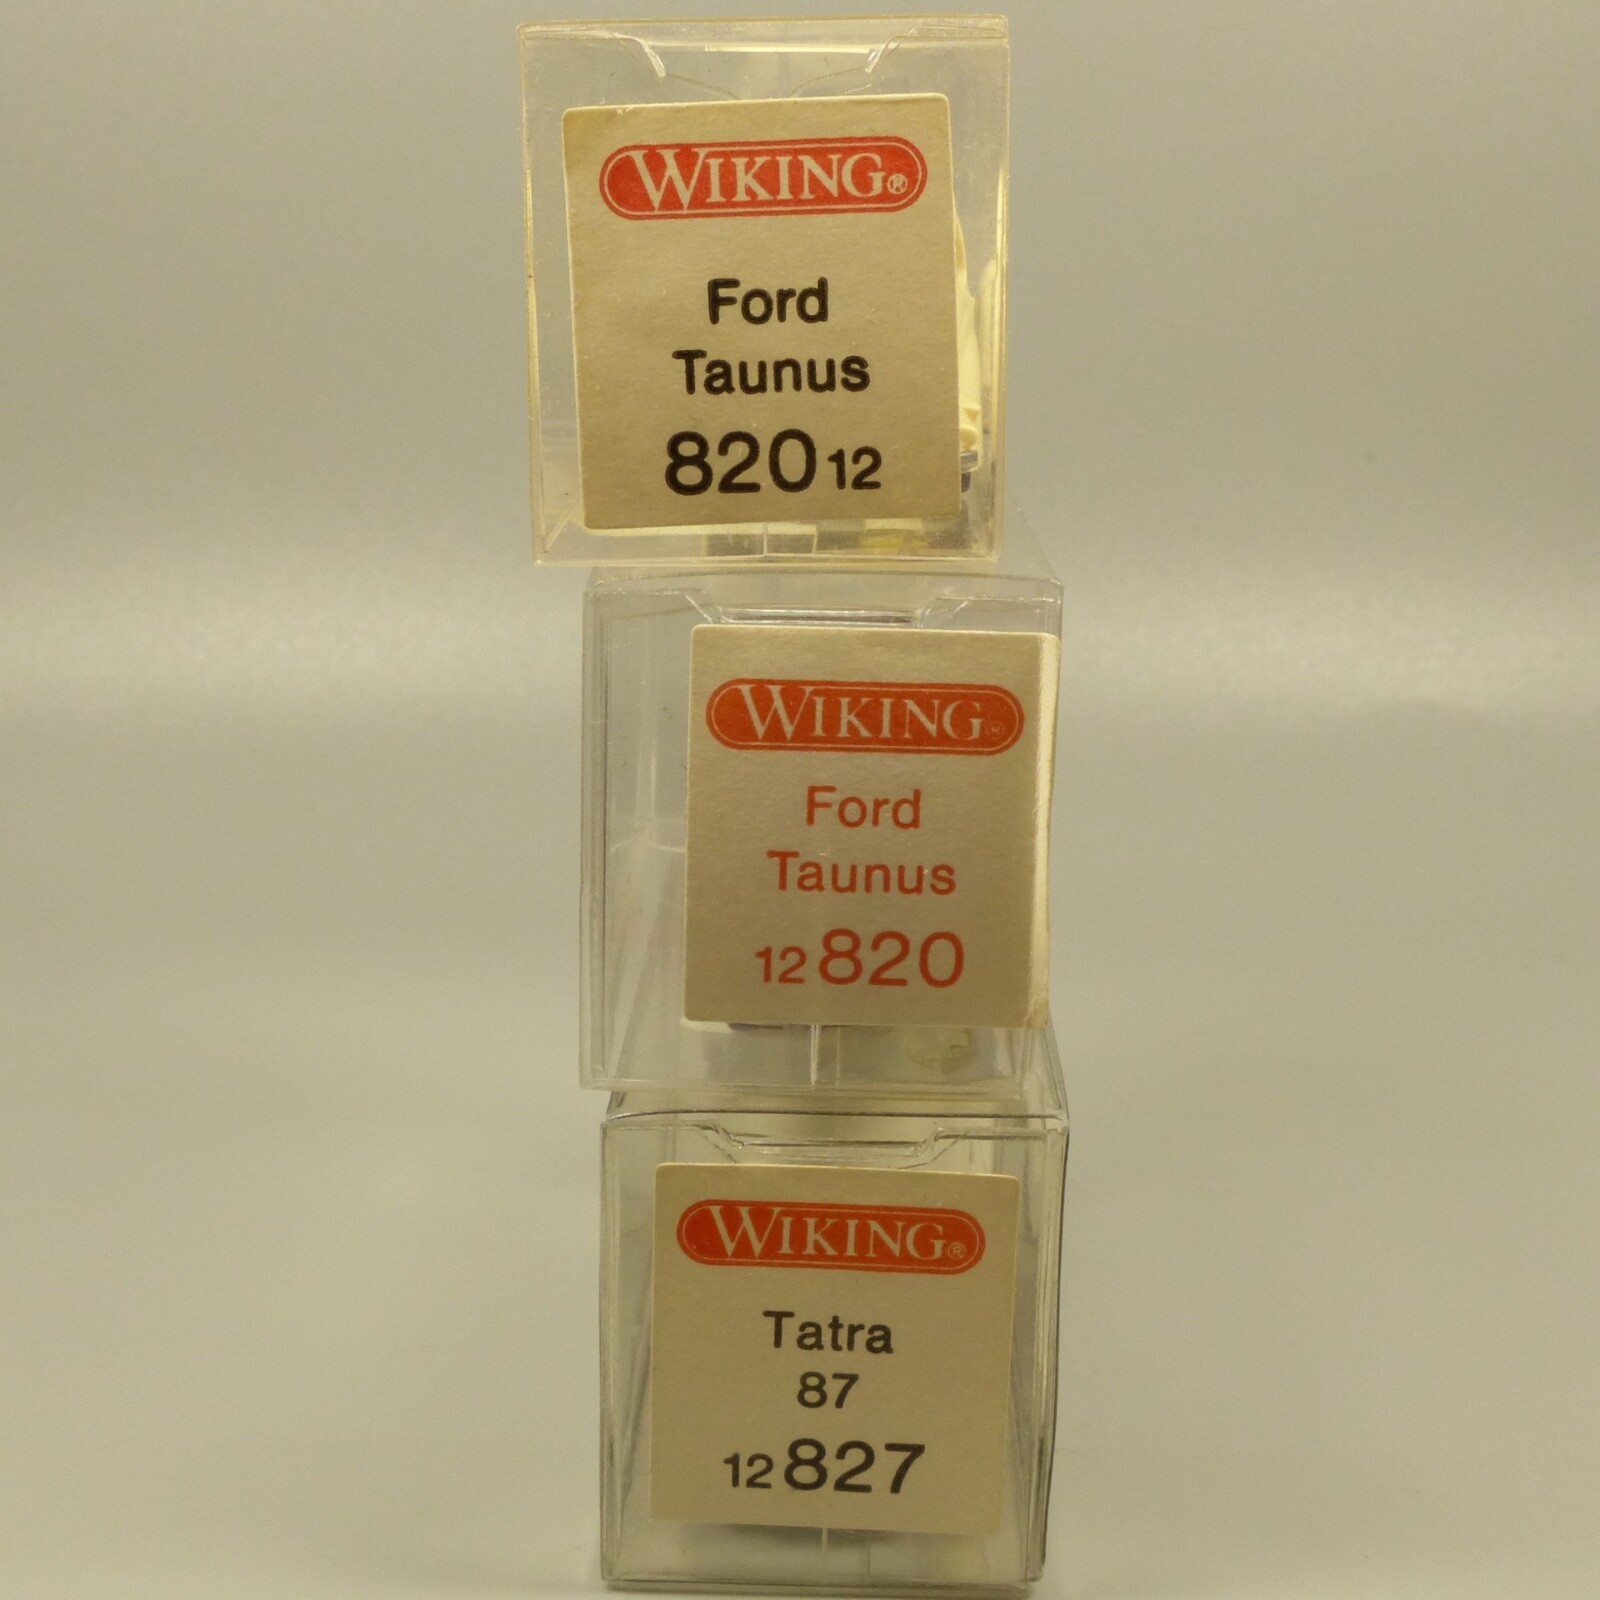 WIKING®
Ford
Taunus
820 12
WIKING®
Ford
Taunus
12 820
WIKING®
Tatra
87
12 827